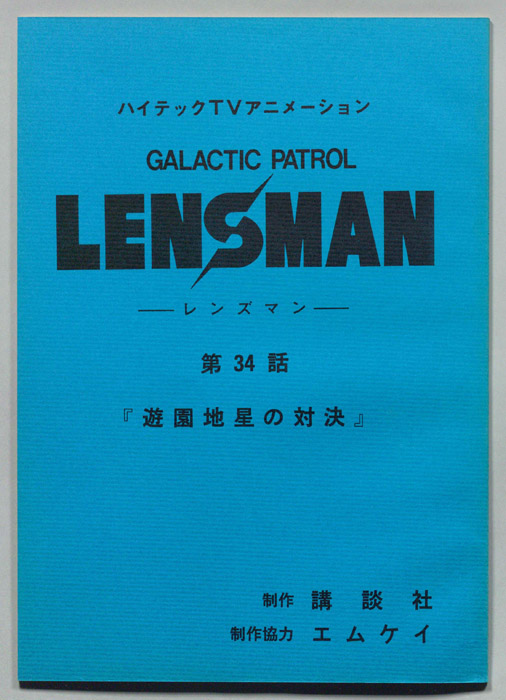 ハイテックTVアニメーション
GALACTIC PATROL
LENSMAN
―レンズマン―
第34話
『遊園地星の対決』
制作 講談社
制作協力 エムケイ